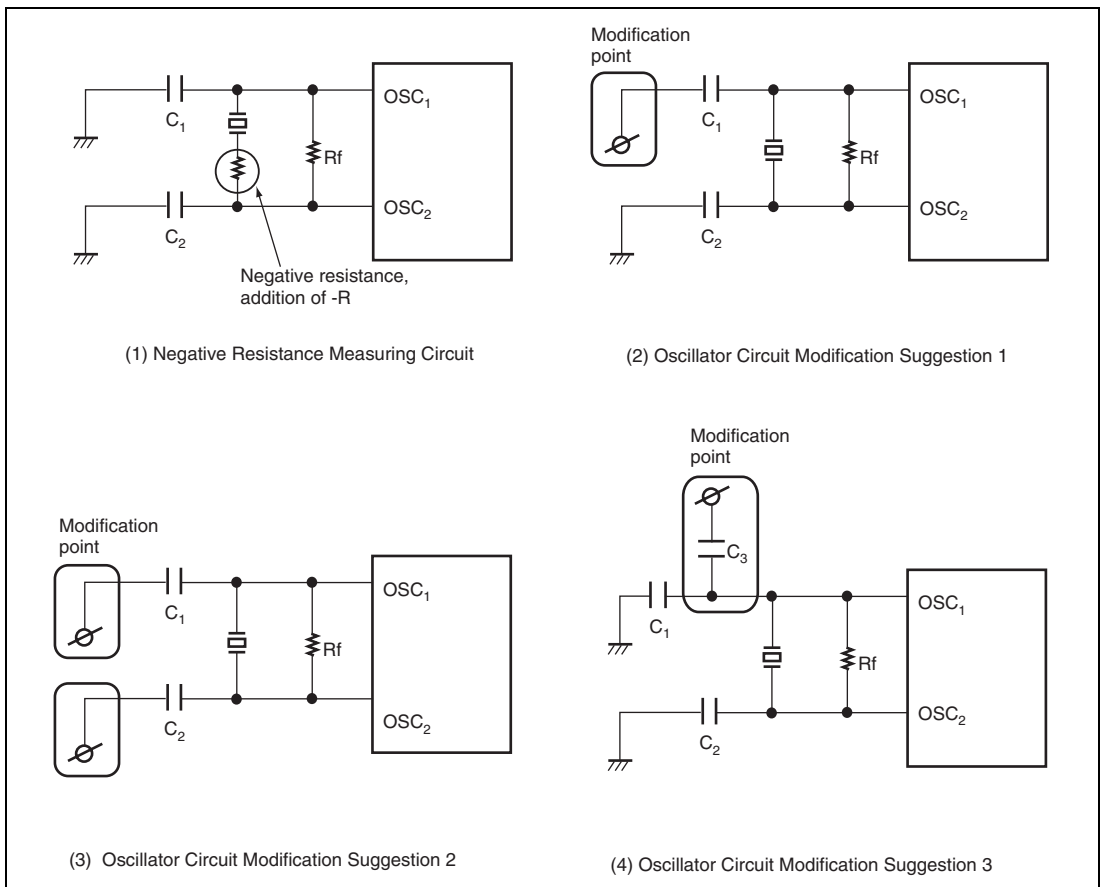 OSC1
C1
Rf
C2
OSC2
Negative resistance,
addition of -R
(1) Negative Resistance Measuring Circuit
Modification
point
OSC1
C1
Rf
C2
OSC2
(2) Oscillator Circuit Modification Suggestion 1
Modification
point
OSC1
C1
Rf
C2
OSC2
(3) Oscillator Circuit Modification Suggestion 2
Modification
point
C3
OSC1
C1
Rf
C2
OSC2
(4) Oscillator Circuit Modification Suggestion 3